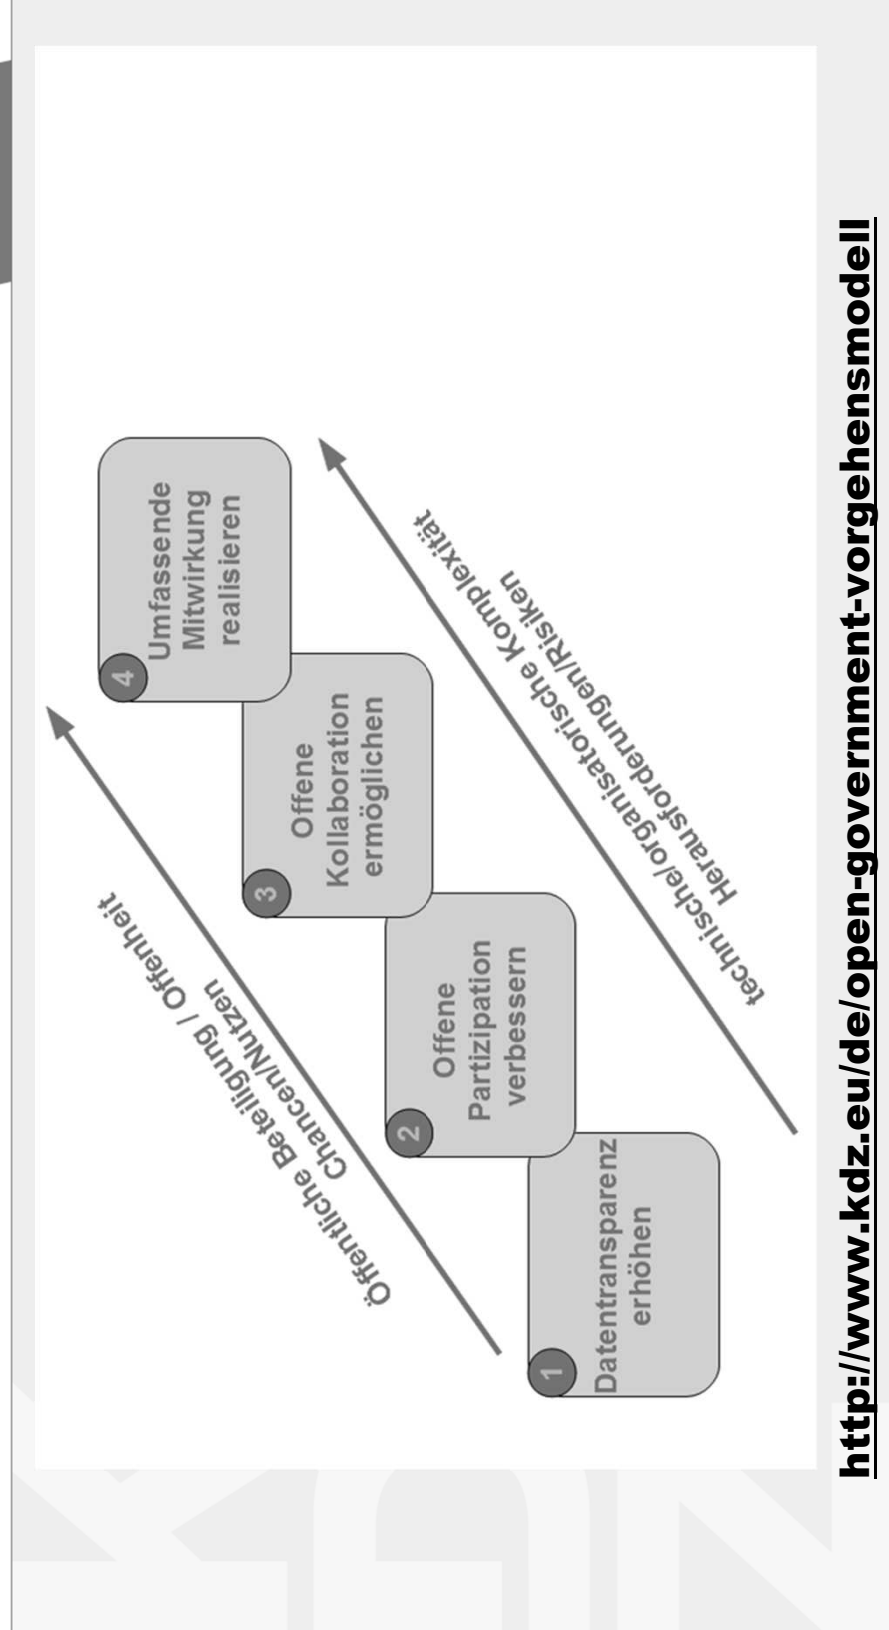 Öffentliche Beteiligung / Offenheit
Chancen/Nutzen
4
Umfassende
Mitwirkung
realisieren
3
Offene
Kollaboration
ermöglichen
2
Offene
Partizipation
verbessern
1
Datentransparenz
erhöhen
technische/organisatorische Komplexität
Herausforderungen/Risiken
http://www.kdz.eu/de/open-government-vorgehensmodell
KDZ